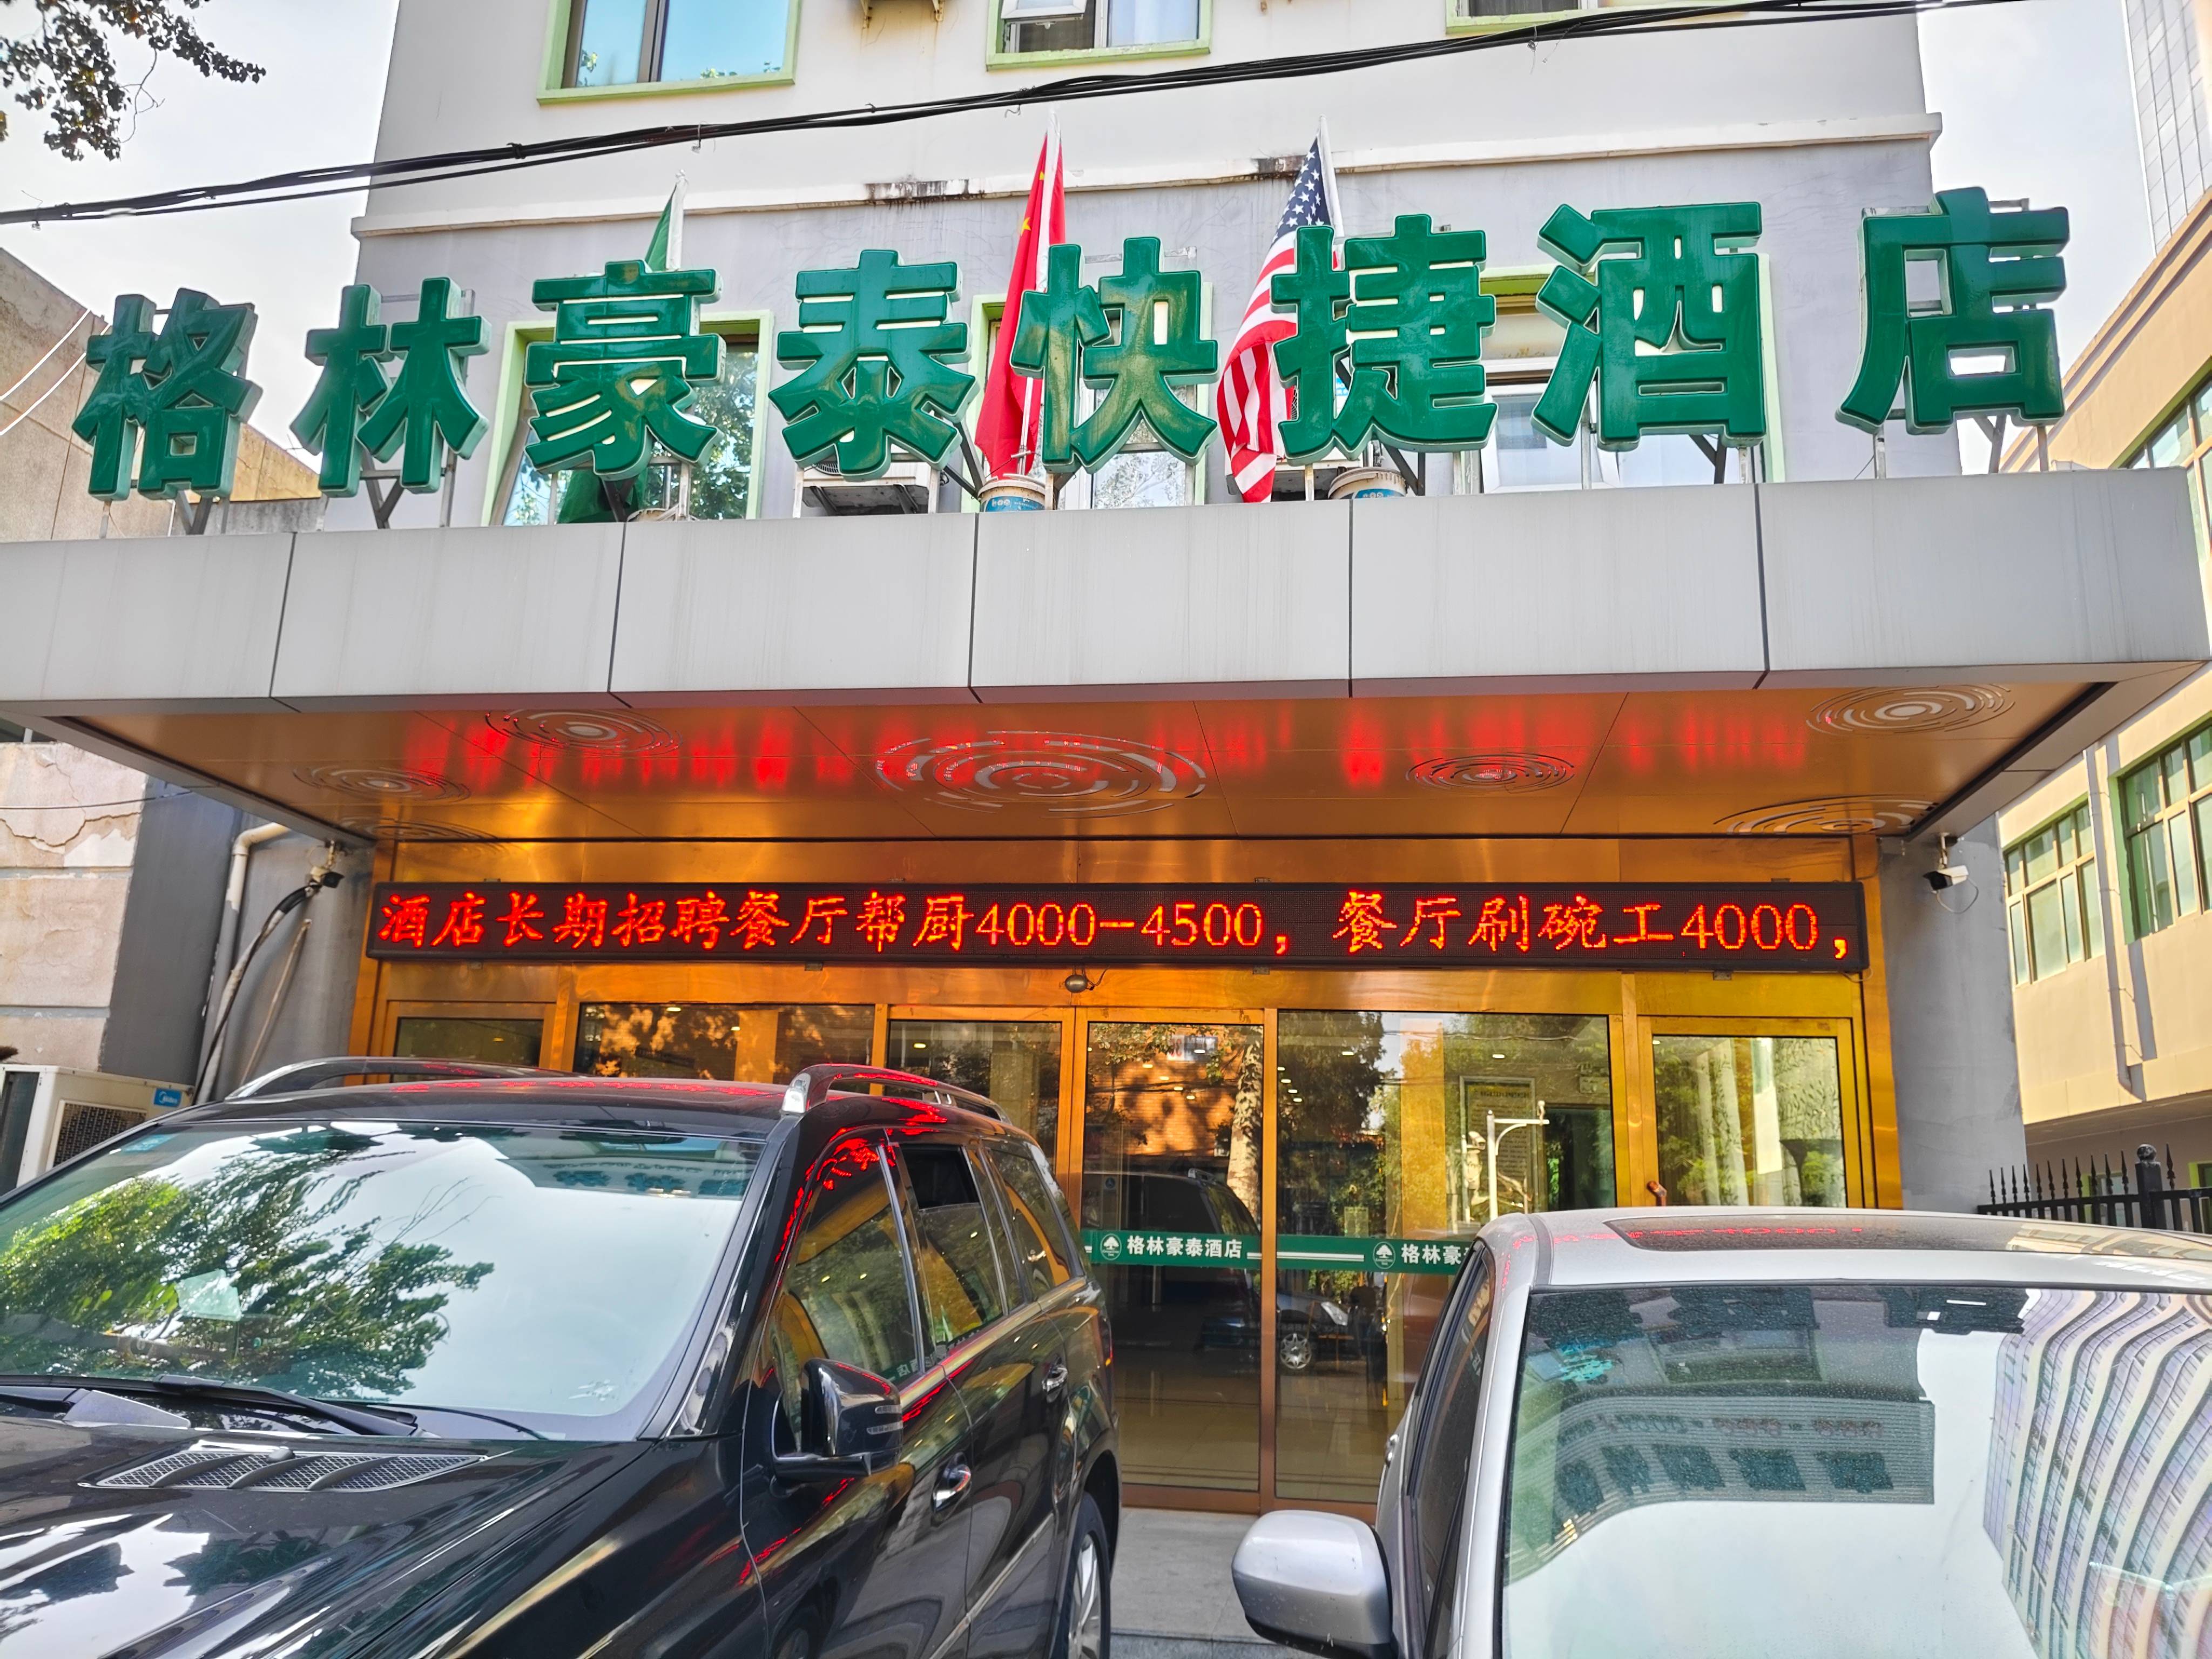 格林豪泰快捷酒店
酒店长期招聘餐厅帮厨4000-4500，餐厅刷碗工4000，
格林豪泰酒店
格林豪
Midea